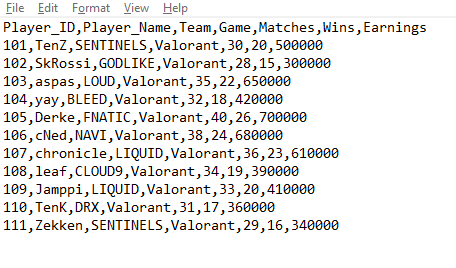 File Edit Format View Help
Player_ID,Player_Name,Team,Game,Matches,Wins,Earnings
101,TenZ,SENTINELS,Valorant,30,20,500000
102,SkRossi,GODLIKE,Valorant,28,15,300000
103,aspas,LOUD,Valorant,35,22,650000
104,yay,BLEED,Valorant,32,18,420000
105,Derke,FNATIC,Valorant,40,26,700000
106,cNed,NAVI,Valorant,38,24,680000
107,chronicle,LIQUID,Valorant,36,23,610000
108,leaf,CLOUD9,Valorant,34,19,390000
109,Jamppi,LIQUID,Valorant,33,20,410000
110,TenK,DRX,Valorant,31,17,360000
111,Zekken,SENTINELS,Valorant,29,16,340000